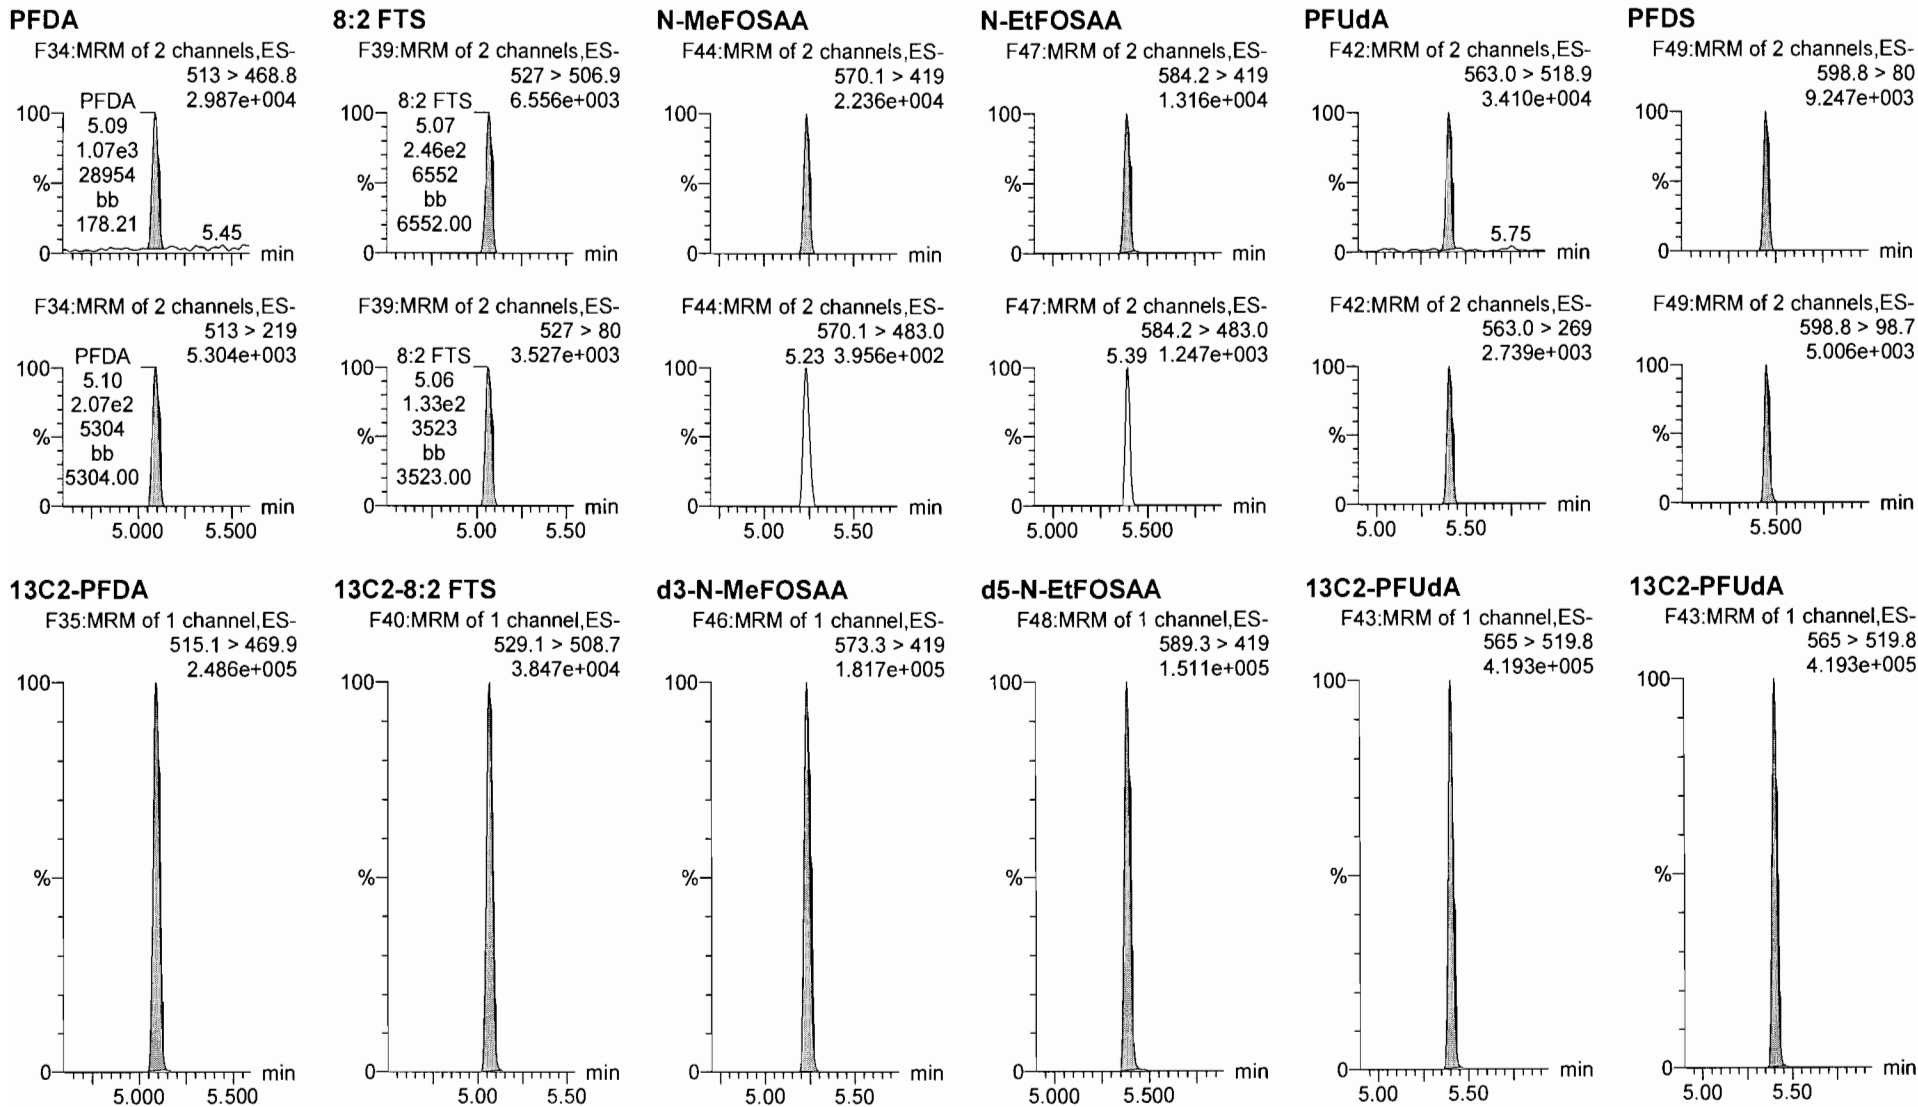 PFDA
F34:MRM of 2 channels,ES-
513 > 468.8
2.987e+004
100
PFDA
5.09
1.07e3
28954
bb
178.21
%
5.45
0
min
F34:MRM of 2 channels,ES-
513 > 219
5.304e+003
100
PFDA
5.10
2.07e2
5304
bb
5304.00
%
0
min
5.000 5.500
8:2 FTS
F39:MRM of 2 channels,ES-
527 > 506.9
6.556e+003
100
8:2 FTS
5.07
2.46e2
6552
bb
6552.00
%
0
min
F39:MRM of 2 channels,ES-
527 > 80
3.527e+003
100
8:2 FTS
5.06
1.33e2
3523
bb
3523.00
%
0
min
5.00 5.50
N-MeFOSAA
F44:MRM of 2 channels,ES-
570.1 > 419
2.236e+004
100
%
0
min
F44:MRM of 2 channels,ES-
570.1 > 483.0
5.23 3.956e+002
100
%
0
min
5.00 5.50
N-EtFOSAA
F47:MRM of 2 channels,ES-
584.2 > 419
1.316e+004
100
%
0
min
F47:MRM of 2 channels,ES-
584.2 > 483.0
5.39 1.247e+003
100
%
0
min
5.000 5.500
PFUdA
F42:MRM of 2 channels,ES-
563.0 > 518.9
3.410e+004
100
%
5.75
0
min
F42:MRM of 2 channels,ES-
563.0 > 269
2.739e+003
100
%
0
min
5.00 5.50
PFDS
F49:MRM of 2 channels,ES-
598.8 > 80
9.247e+003
100
%
0
min
F49:MRM of 2 channels,ES-
598.8 > 98.7
5.006e+003
100
%
0
min
5.500
13C2-PFDA
F35:MRM of 1 channel,ES-
515.1 > 469.9
2.486e+005
100
%
0
min
5.000 5.500
13C2-8:2 FTS
F40:MRM of 1 channel,ES-
529.1 > 508.7
3.847e+004
100
%
0
min
5.00 5.50
d3-N-MeFOSAA
F46:MRM of 1 channel,ES-
573.3 > 419
1.817e+005
100
%
0
min
5.00 5.50
d5-N-EtFOSAA
F48:MRM of 1 channel,ES-
589.3 > 419
1.511e+005
100
%
0
min
5.000 5.500
13C2-PFUdA
F43:MRM of 1 channel,ES-
565 > 519.8
4.193e+005
100
%
0
min
5.00 5.50
13C2-PFUdA
F43:MRM of 1 channel,ES-
565 > 519.8
4.193e+005
100
%
0
min
5.00 5.50